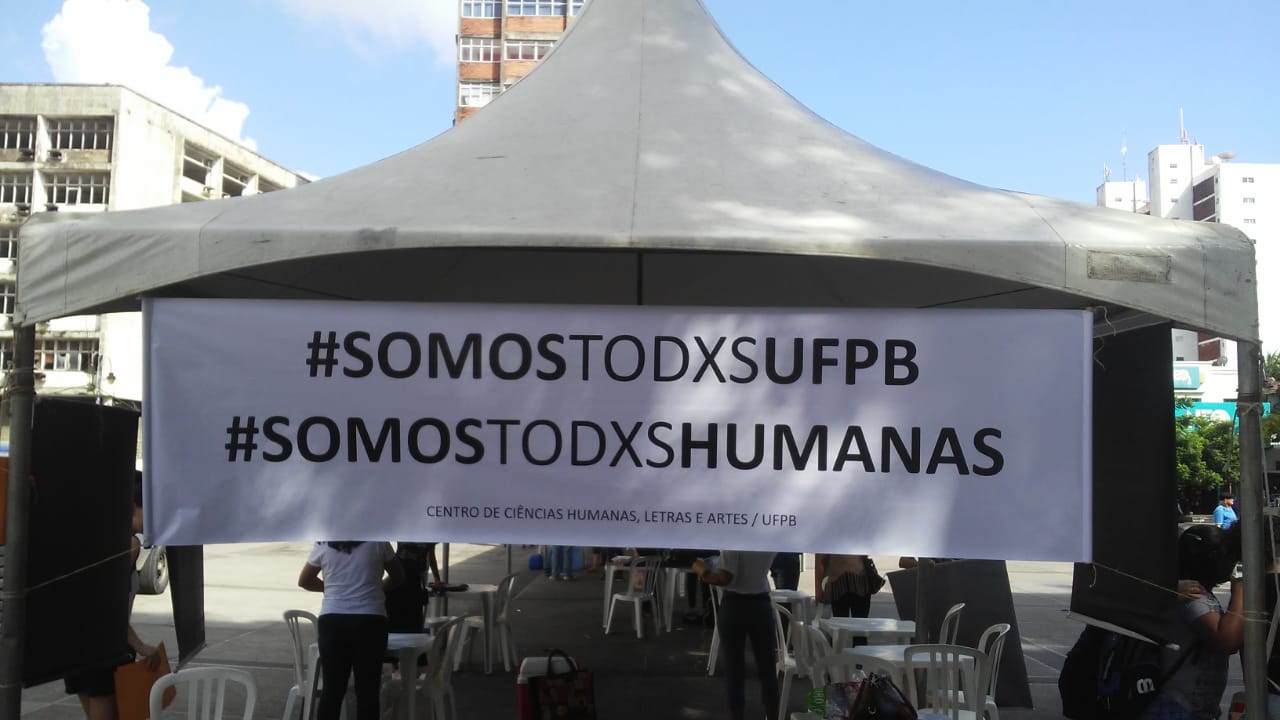 #SOMOSTODXSUFPB
#SOMOSTODXSHUMANAS
CENTRO DE CIÊNCIAS HUMANAS, LETRAS E ARTES / UFPB